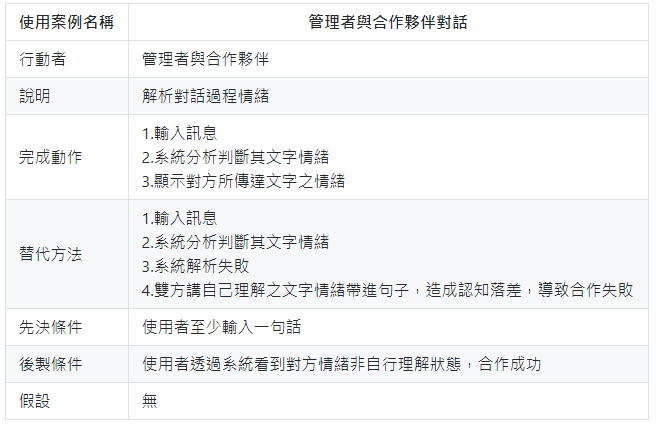 使用案例名稱 管理者與合作夥伴對話
行動者 管理者與合作夥伴
說明 解析對話過程情緒
完成動作
1.輸入訊息
2.系統分析判斷其文字情緒
3.顯示對方所傳達文字之情緒
替代方法
1.輸入訊息
2.系統分析判斷其文字情緒
3.系統解析失敗
4.雙方講自己理解之文字情緒帶進句子，造成認知落差，導致合作失敗
先決條件 使用者至少輸入一句話
後製條件 使用者透過系統看到對方情緒非自行理解狀態，合作成功
假設 無